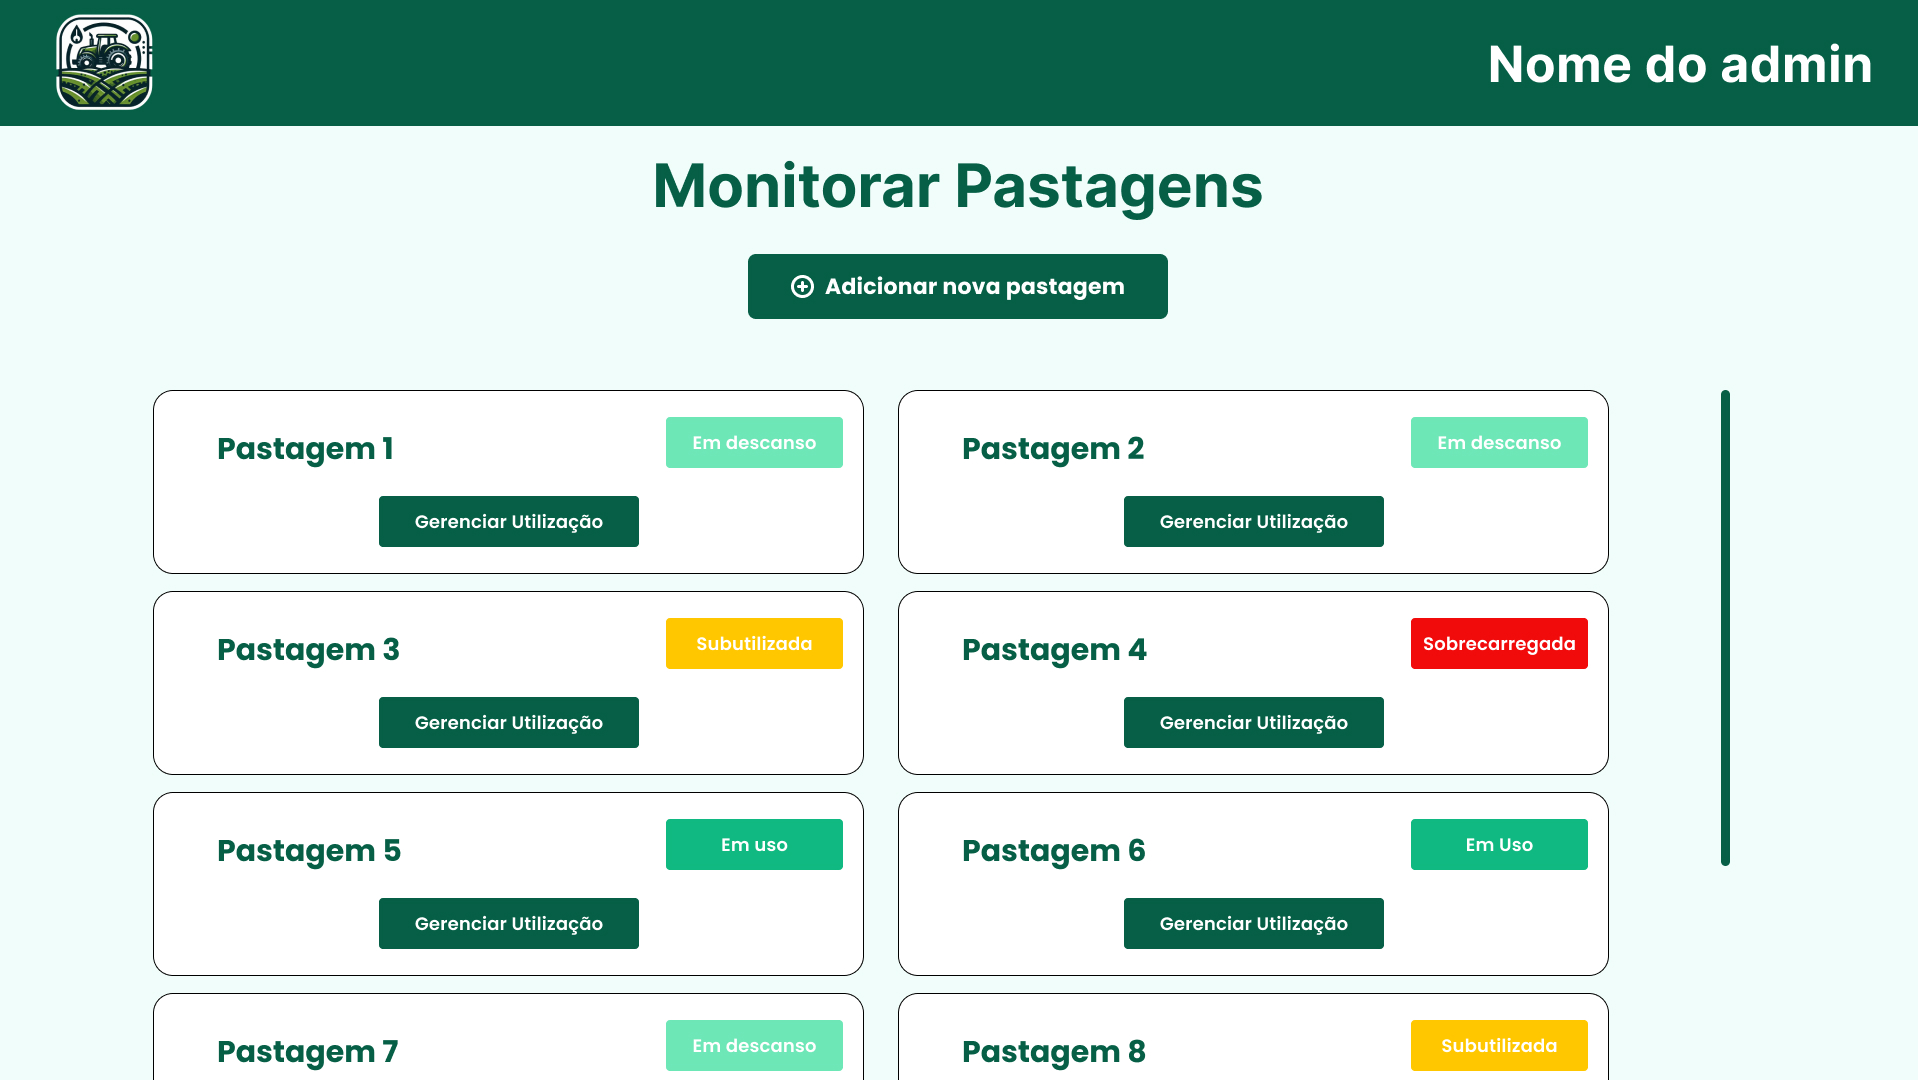 Nome do admin
Monitorar Pastagens
Adicionar nova pastagem
Pastagem 1
Em descanso
Gerenciar Utilização
Pastagem 2
Em descanso
Gerenciar Utilização
Pastagem 3
Subutilizada
Gerenciar Utilização
Pastagem 4
Sobrecarregada
Gerenciar Utilização
Pastagem 5
Em uso
Gerenciar Utilização
Pastagem 6
Em Uso
Gerenciar Utilização
Pastagem 7
Em descanso
Pastagem 8
Subutilizada